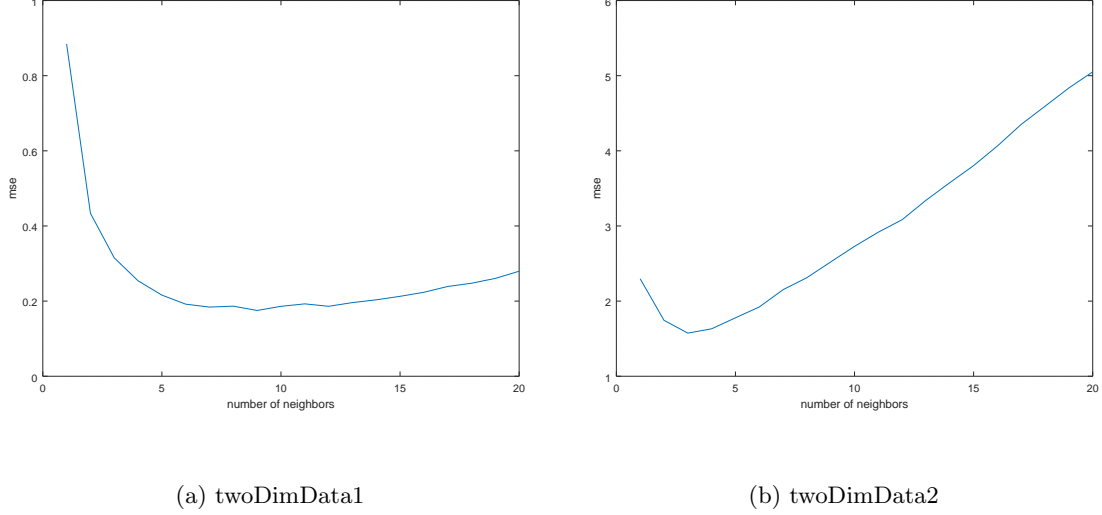 1
0.8
0.6
0.4
0.2
0
0 5 10 15 20
mse
number of neighbors
6
5
4
3
2
1
0 5 10 15 20
mse
number of neighbors
(a) twoDimData1
(b) twoDimData2